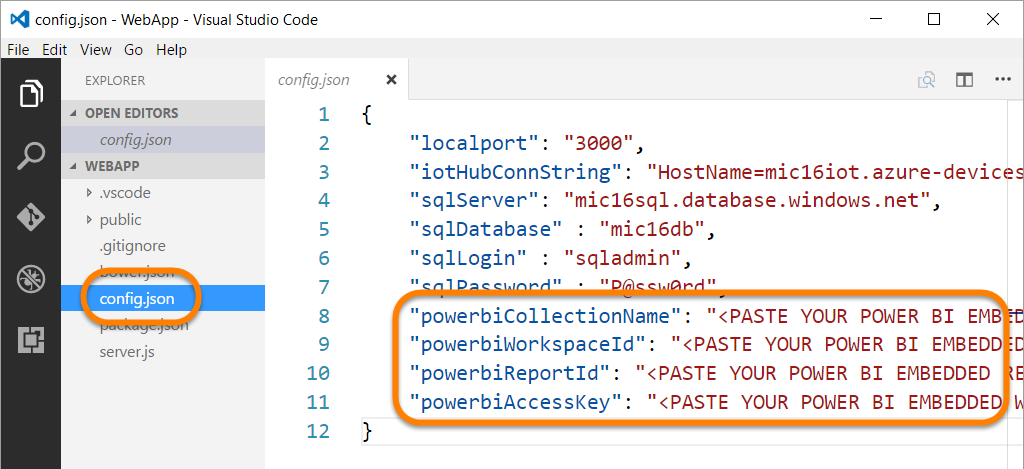 config.json - WebApp - Visual Studio Code
File Edit View Go Help
EXPLORER
OPEN EDITORS
config.json
WEBAPP
.vscode
public
.gitignore
bower.json
config.json
package.json
server.js
config.json
1 {
2 "localport": "3000",
3 "iotHubConnString": "HostName=mic16iot.azure-devices
4 "sqlServer": "mic16sql.database.windows.net",
5 "sqlDatabase" : "mic16db",
6 "sqlLogin" : "sqladmin",
7 "sqlPassword" : "P@ssw0rd",
8 "powerbiCollectionName": "<PASTE YOUR POWER BI EMBED
9 "powerbiWorkspaceId": "<PASTE YOUR POWER BI EMBEDDED
10 "powerbiReportId": "<PASTE YOUR POWER BI EMBEDDED RE
11 "powerbiAccessKey": "<PASTE YOUR POWER BI EMBEDDED W
12 }